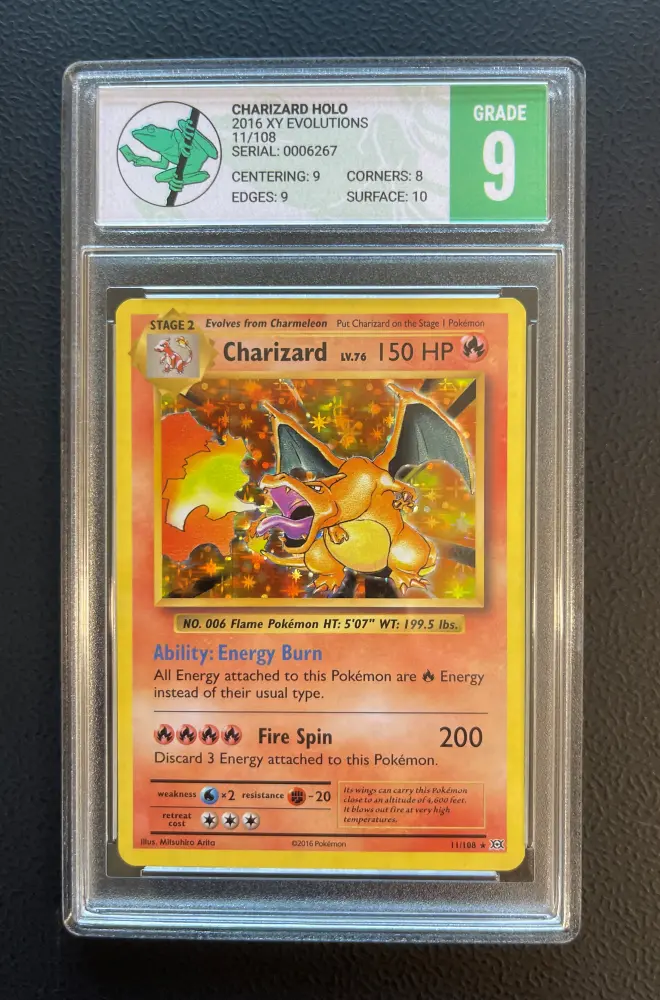 CHARIZARD HOLO
2016 XY EVOLUTIONS
11/108
SERIAL: 0006267
CENTERING: 9 CORNERS: 8
EDGES: 9 SURFACE: 10
GRADE
9
STAGE 2 Evolves from Charmeleon Put Charizard on the Stage 1 Pokémon
Charizard LV.76 150 HP
NO. 006 Flame Pokémon HT: 5'07" WT: 199.5 lbs.
Ability: Energy Burn
All Energy attached to this Pokémon are Energy
instead of their usual type.
Fire Spin 200
Discard 3 Energy attached to this Pokémon.
weakness ×2 resistance -20
retreat
cost
Its wings can carry this Pokémon
close to an altitude of 4,600 feet.
It blows out fire at very high
temperatures.
Illus. Mitsuhiro Arita ©2016 Pokémon 11/108 ★